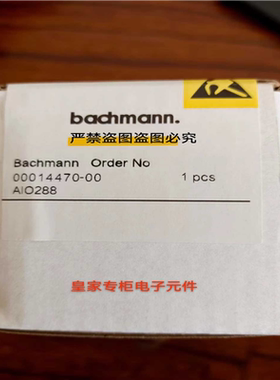 bachmann.
严禁盗图盗图必究
Bachmann Order No
00014470-00 1 pcs
AIO288
皇家专柜电子元件